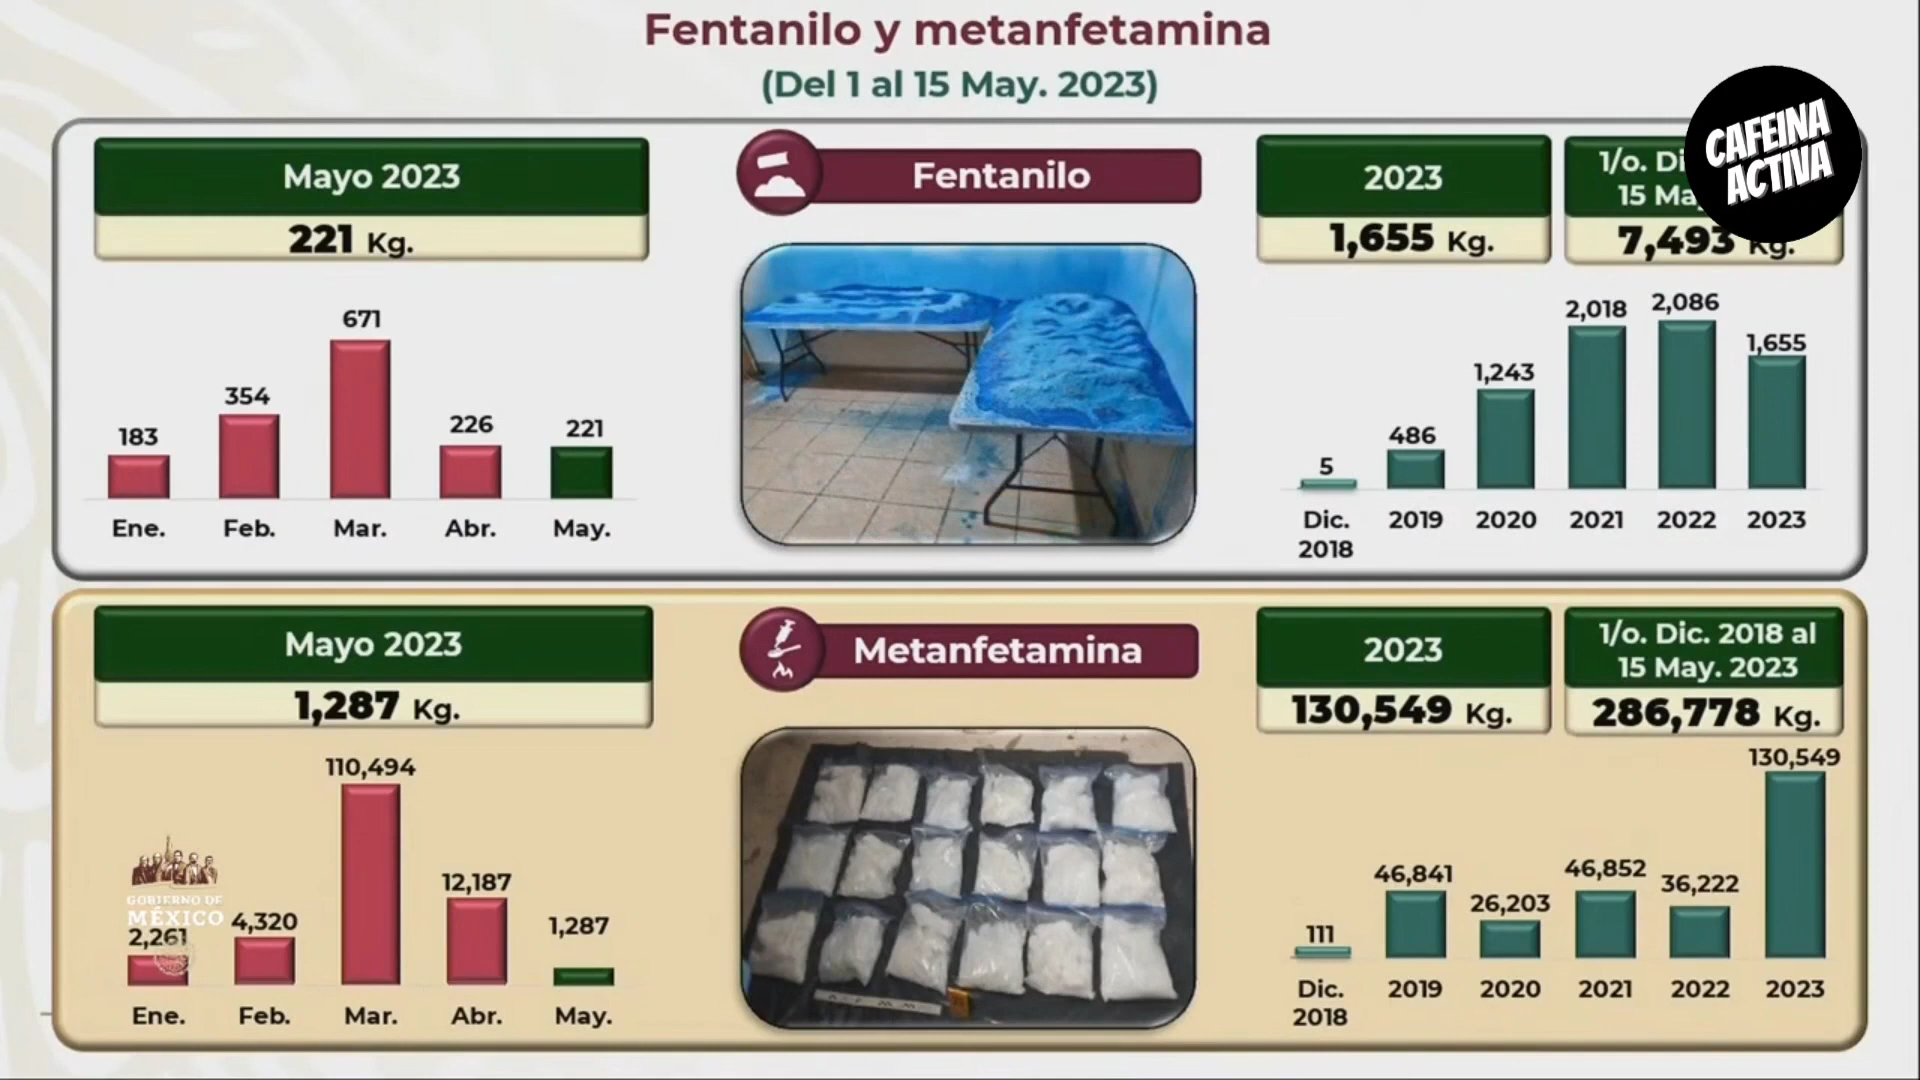 Fentanilo y metanfetamina
(Del 1 al 15 May. 2023)
Mayo 2023
221 Kg.
Fentanilo
2023
1,655 Kg.
1/o.
15
7,493 Kg.
CAFEINA
ACTIVA
671
354
183
226
221
Ene. Feb. Mar. Abr. May.
2,018
2,086
1,655
1,243
486
5
Dic. 2019 2020 2021 2022 2023
2018
Mayo 2023
1,287 Kg.
Metanfetamina
2023
130,549 Kg.
1/o. Dic. 2018 al
15 May. 2023
286,778 Kg.
110,494
12,187
4,320
2,261
1,287
GOBIERNO DE
MÉXICO
Ene. Feb. Mar. Abr. May.
130,549
46,841
26,203
46,852
36,222
111
Dic. 2019 2020 2021 2022 2023
2018